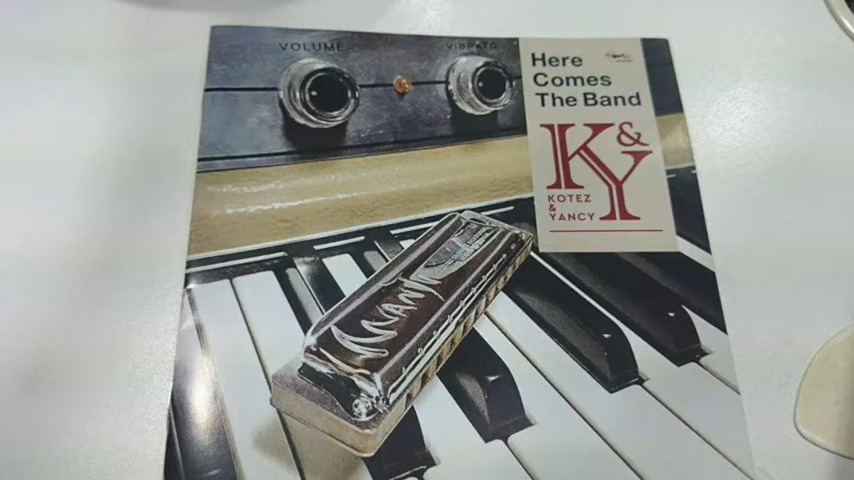 VOLUME
VIBRATO
Here
Comes
The Band
K&Y
KOTEZ
&
YANCY